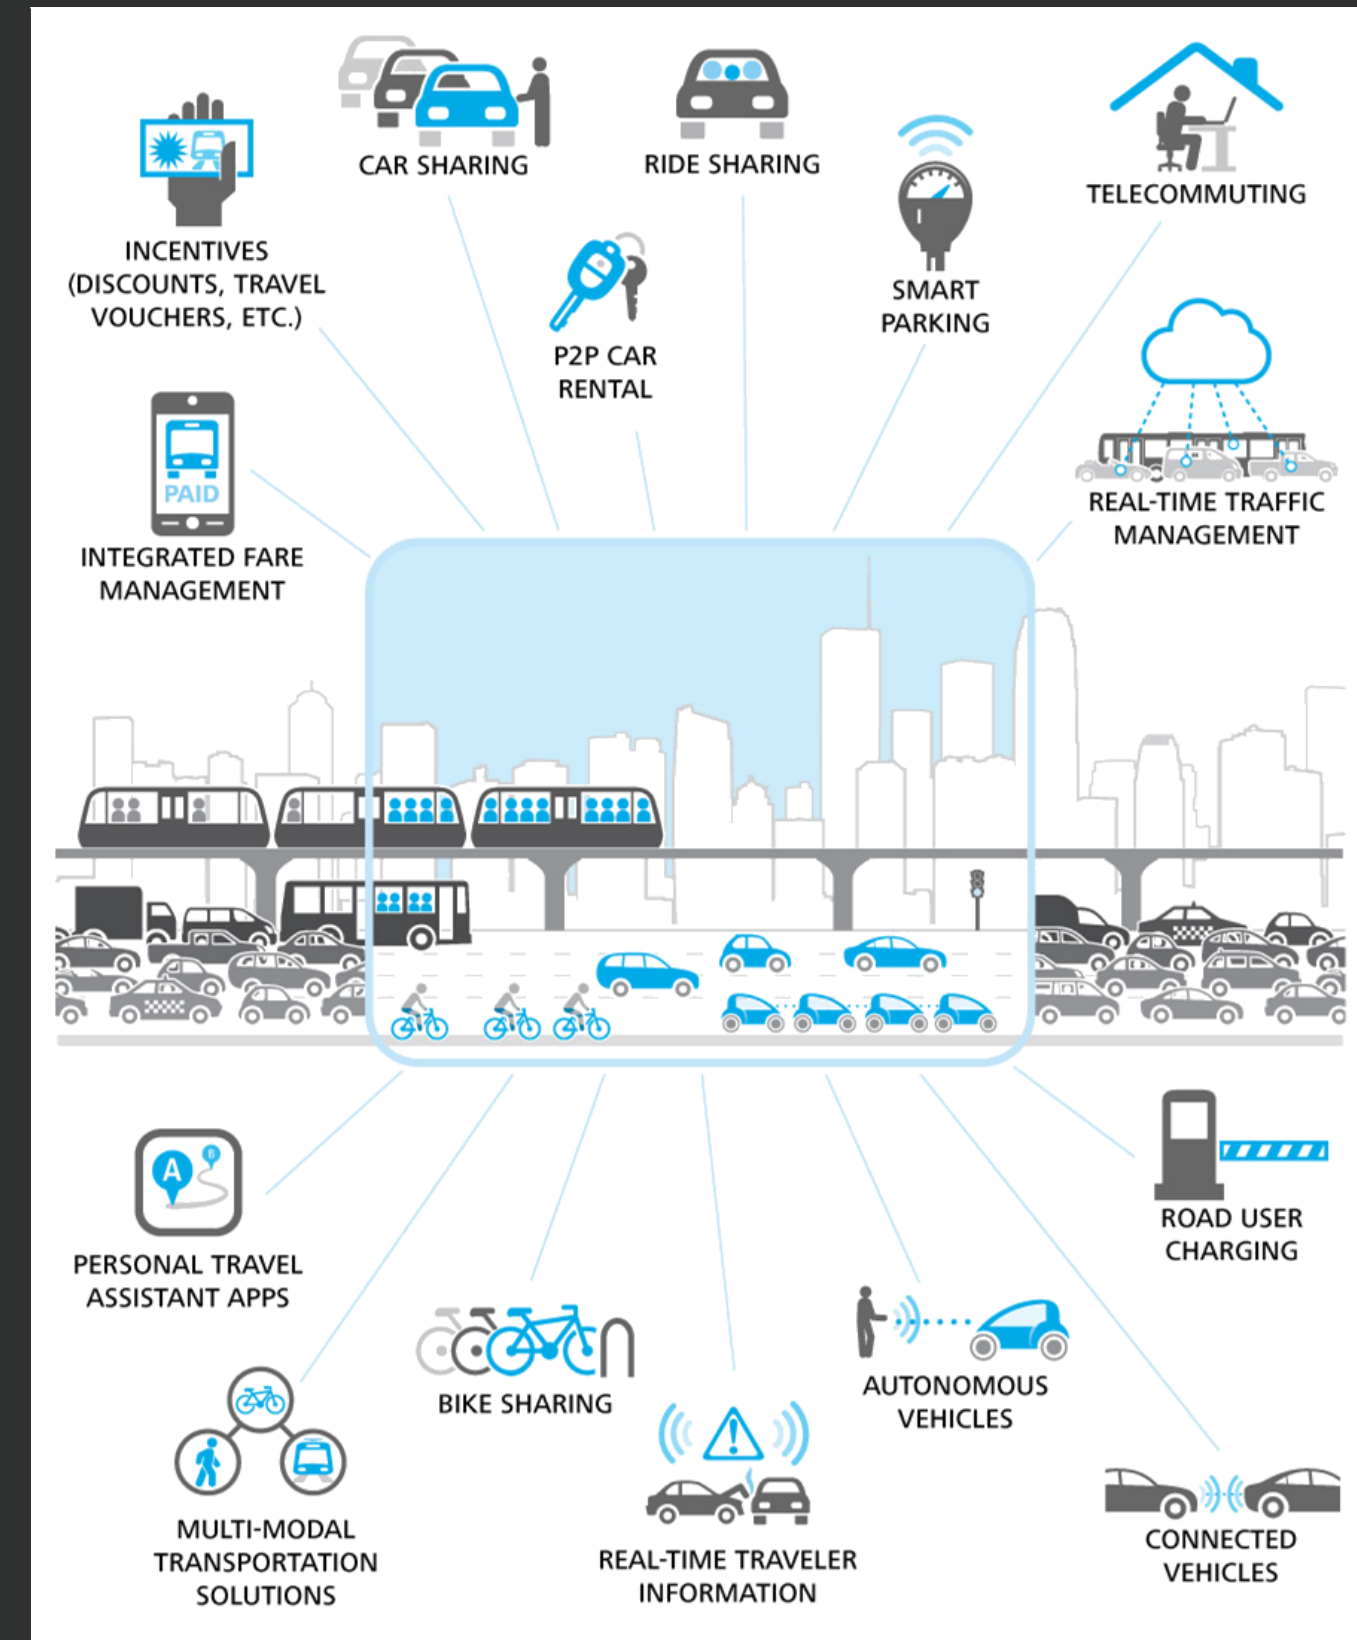 CAR SHARING
RIDE SHARING
TELECOMMUTING
INCENTIVES
(DISCOUNTS, TRAVEL
VOUCHERS, ETC.)
SMART
PARKING
P2P CAR
RENTAL
PAID
REAL-TIME TRAFFIC
MANAGEMENT
INTEGRATED FARE
MANAGEMENT
A
B
PERSONAL TRAVEL
ASSISTANT APPS
ROAD USER
CHARGING
BIKE SHARING
AUTONOMOUS
VEHICLES
MULTI-MODAL
TRANSPORTATION
SOLUTIONS
REAL-TIME TRAVELER
INFORMATION
CONNECTED
VEHICLES